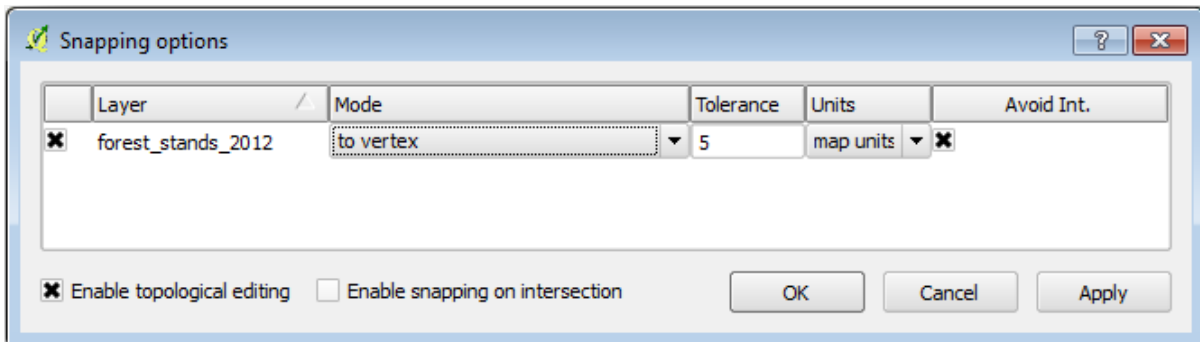 Snapping options
Layer Mode Tolerance Units Avoid Int.
forest_stands_2012 to vertex 5 map units
Enable topological editing Enable snapping on intersection OK Cancel Apply